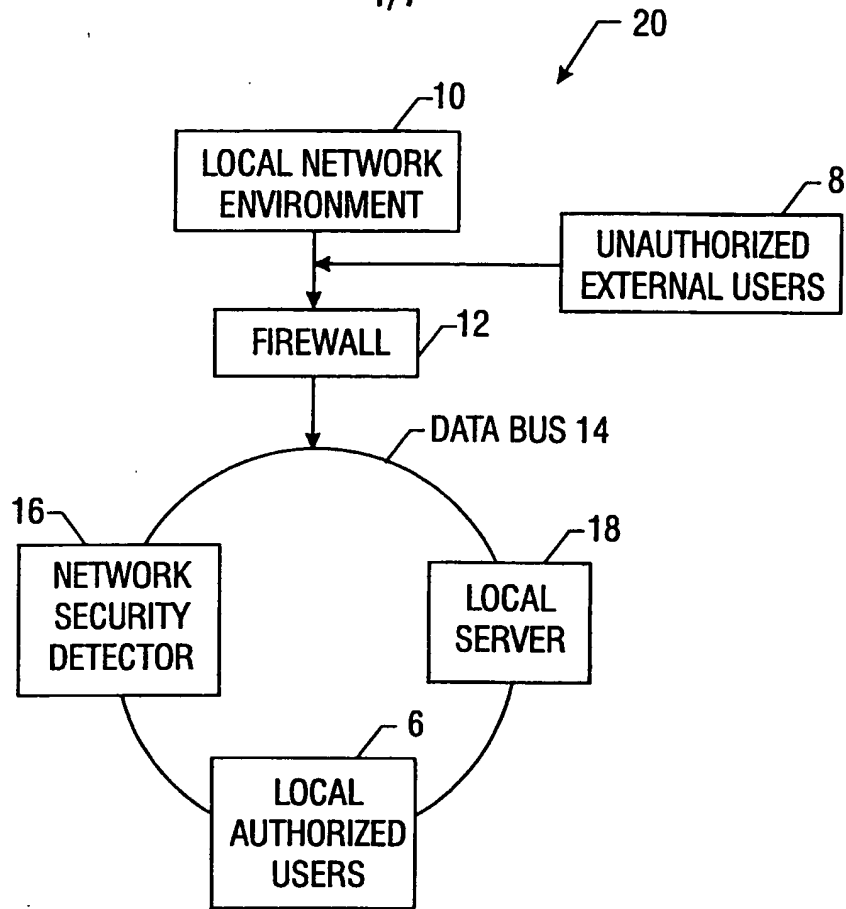 20
10
LOCAL NETWORK
ENVIRONMENT
8
UNAUTHORIZED
EXTERNAL USERS
FIREWALL
12
DATA BUS 14
16
NETWORK
SECURITY
DETECTOR
18
LOCAL
SERVER
6
LOCAL
AUTHORIZED
USERS